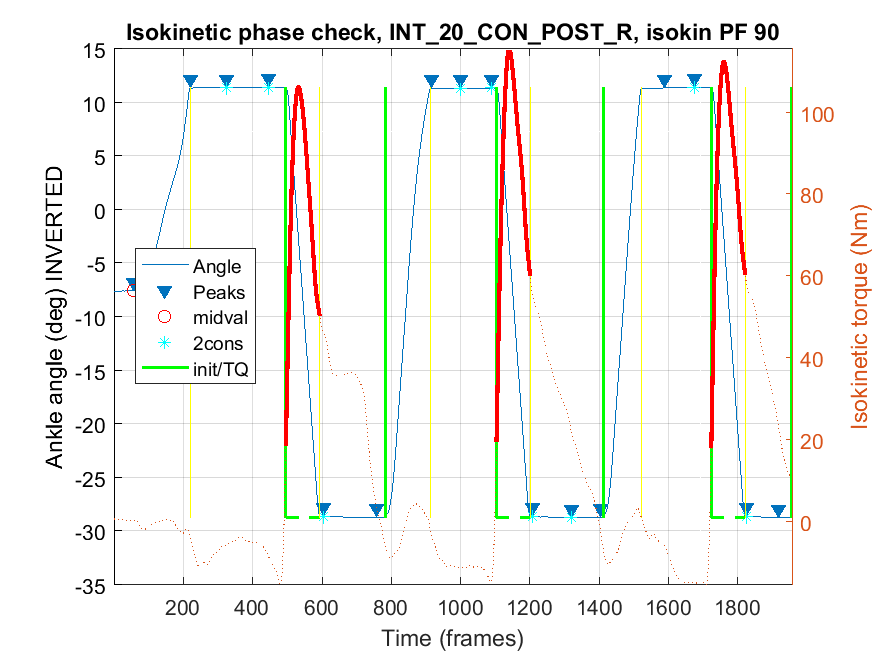 Isokinetic phase check, INT_20_CON_POST_R, isokin PF 90
Ankle angle (deg) INVERTED
15
10
5
0
-5
-10
-15
-20
-25
-30
-35
Angle
Peaks
midval
2cons
init/TQ
100
80
60
40
20
0
Isokinetic torque (Nm)
200
400
600
800
1000
1200
1400
1600
1800
Time (frames)